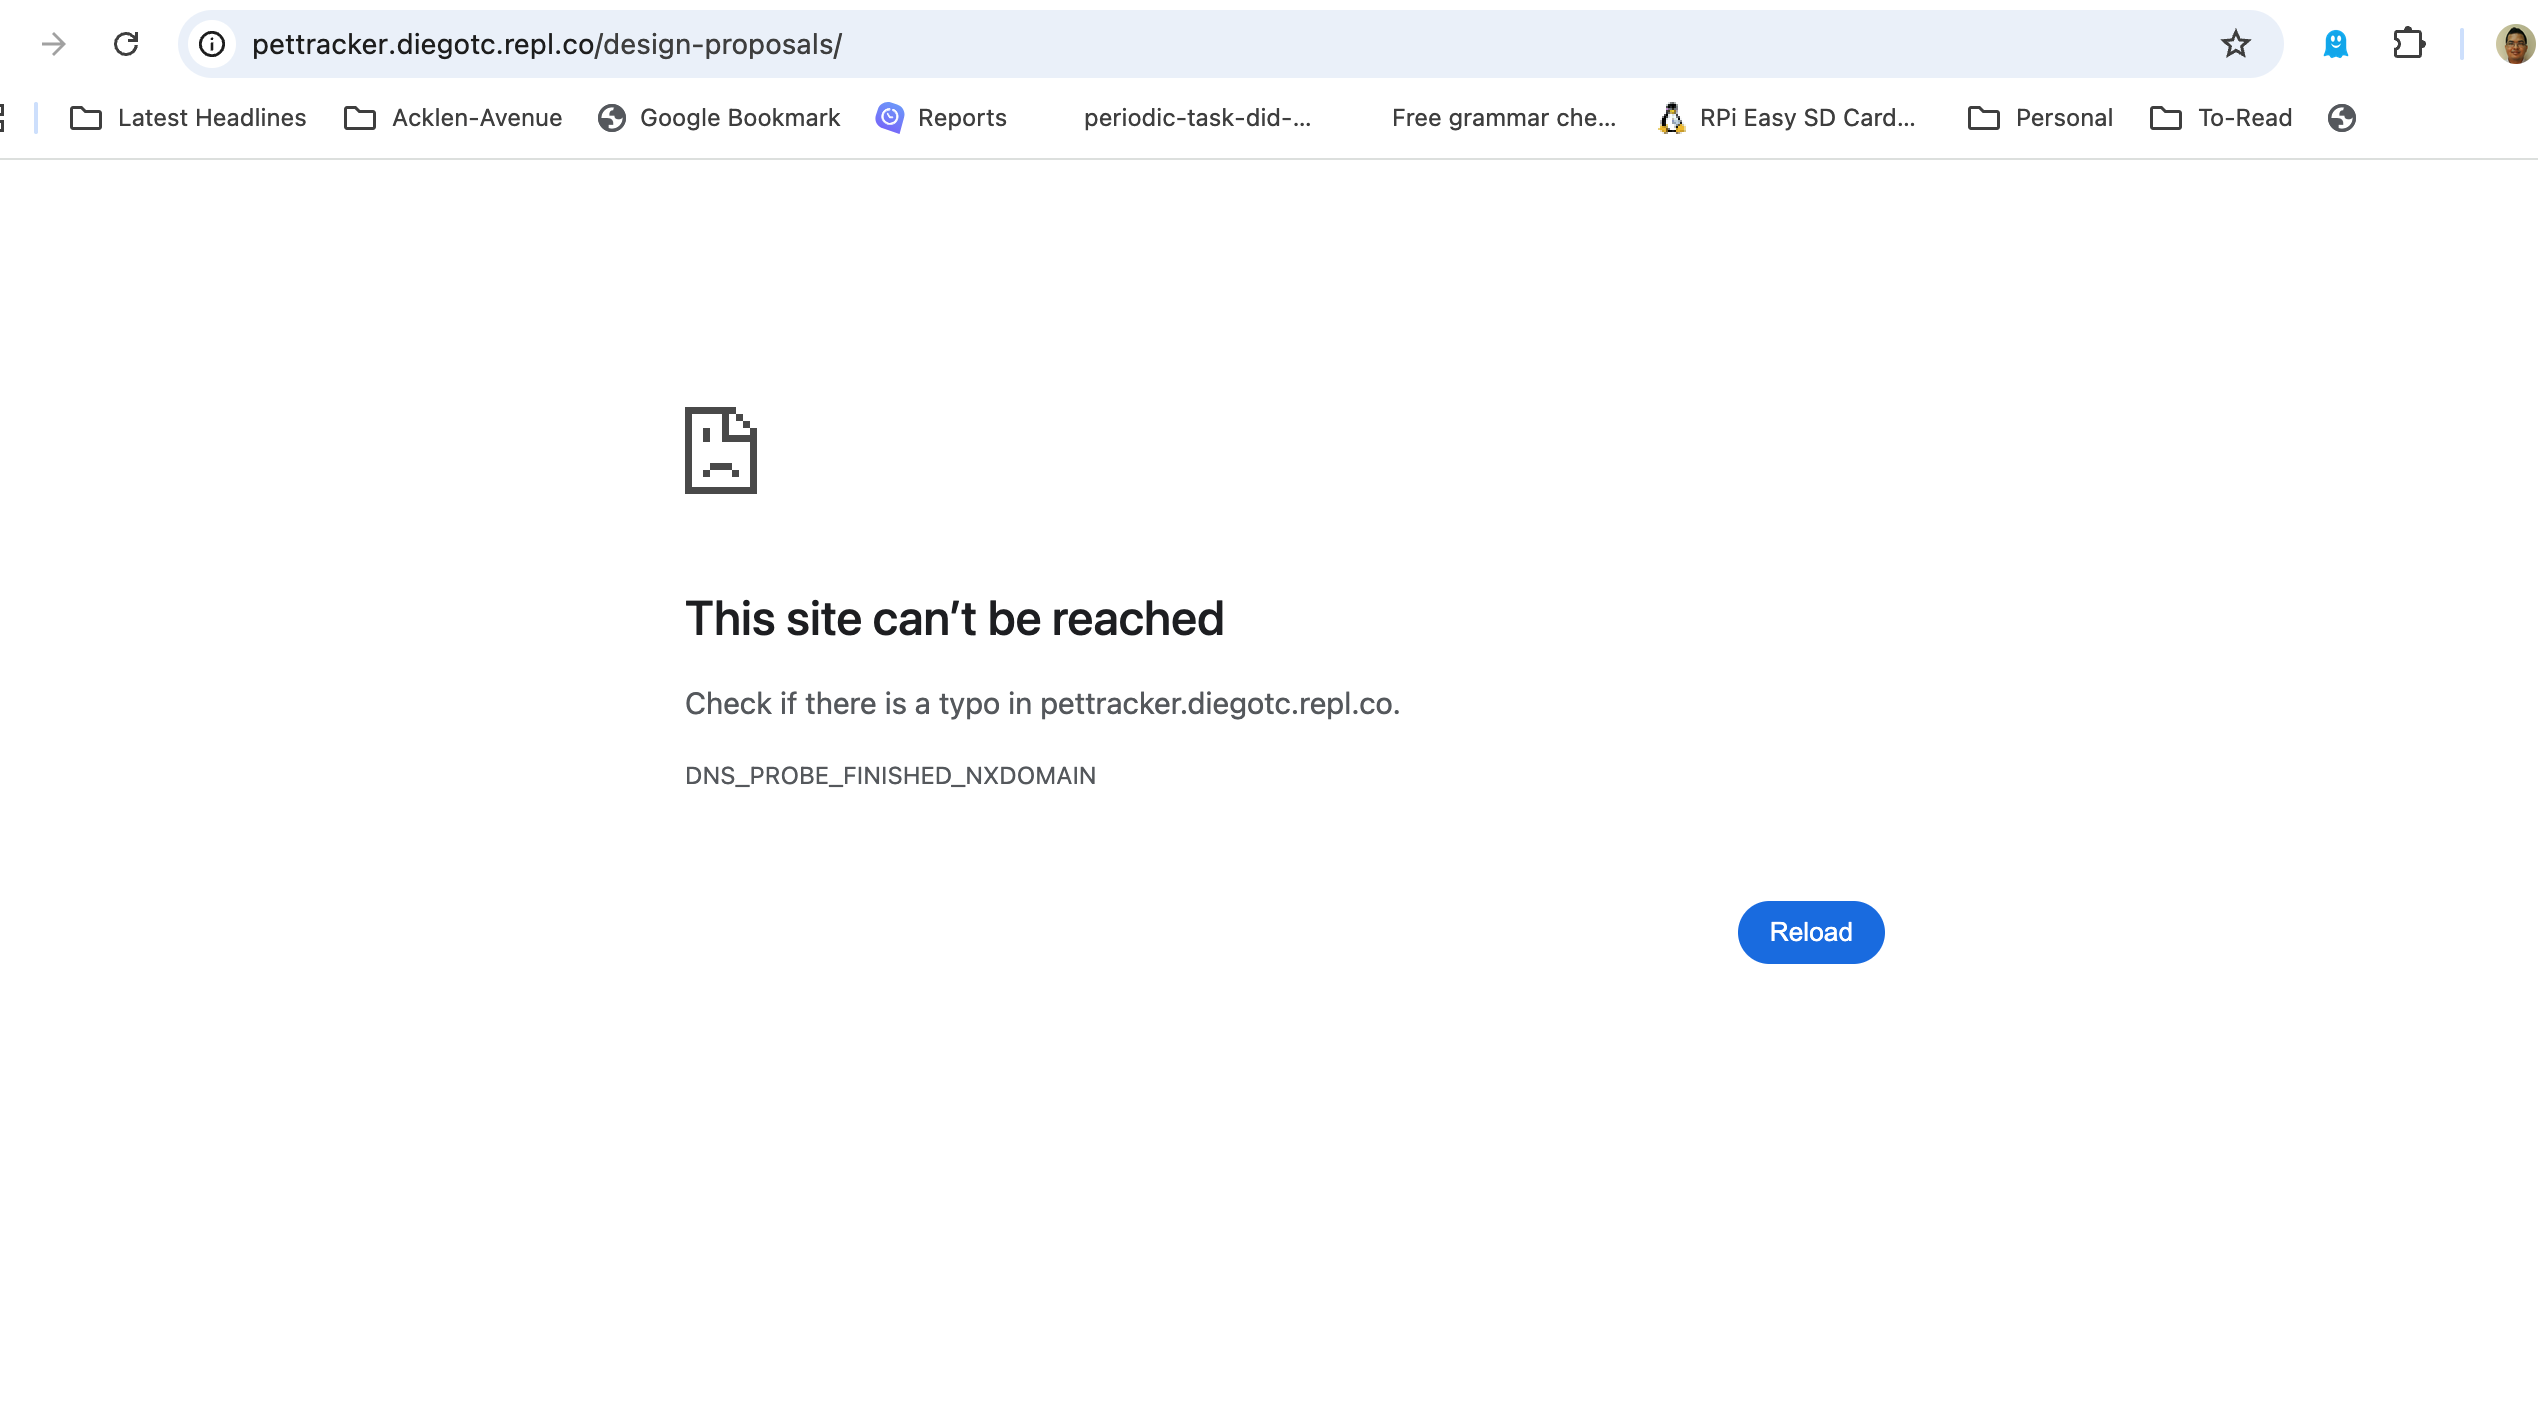 pettracker.diegotc.repl.co/design-proposals/
Latest Headlines Acklen-Avenue Google Bookmark Reports periodic-task-did-... Free grammar che... RPi Easy SD Card... Personal To-Read
This site can’t be reached
Check if there is a typo in pettracker.diegotc.repl.co.
DNS_PROBE_FINISHED_NXDOMAIN
Reload